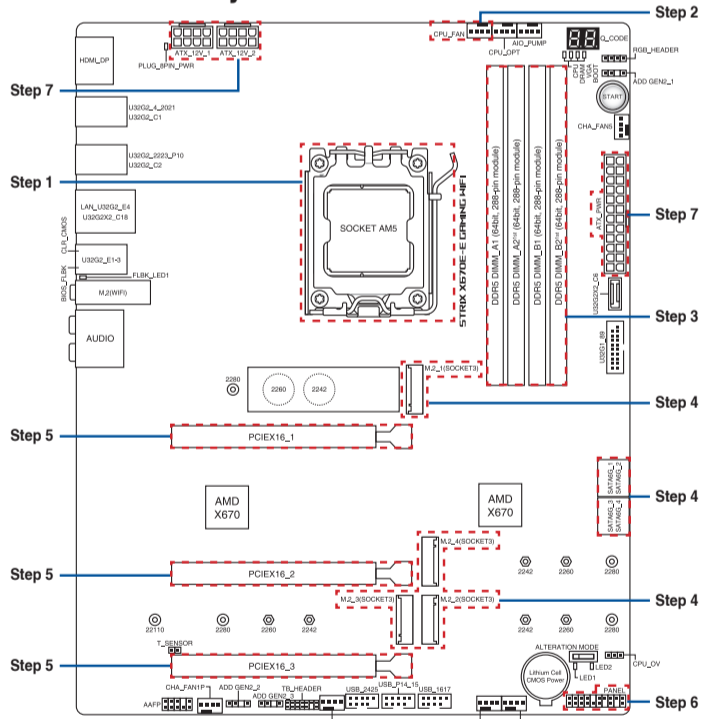 Step 2
CPU_FAN
AIO_PUMP
CPU_OPT
Q_CODE
ATX_12V_1
ATX_12V_2
PLUG_8PIN_PWR
HDMI_DP
CPU
DRAM
VGA
BOOT
RGB_HEADER
ADD GEN2_1
Step 7
START
U32G2_4_2021
U32G2_C1
CHA_FAN5
U32G2_2223_P10
U32G2_C2
Step 1
SOCKET AM5
STRIX X670E-E GAMING WIFI
DDR5 DIMM_A1 (64bit, 288-pin module)
DDR5 DIMM_A2 (64bit, 288-pin module)
DDR5 DIMM_B1 (64bit, 288-pin module)
DDR5 DIMM_B2 (64bit, 288-pin module)
ATX_PWR
Step 7
LAN_U32G2_E4
U32G2X2_C18
CLR_CMOS
U32G2_E1-3
FLBK_LED1
BIOS_FLBK
M.2(WIFI)
U32G2X2_C6
Step 3
AUDIO
U32G1_89
M.2_1(SOCKET3)
2280
2260
2242
Step 4
Step 5
PCIEX16_1
SATA6G_1
SATA6G_2
SATA6G_3
SATA6G_4
Step 4
AMD
X670
AMD
X670
M.2_4(SOCKET3)
2242
2260
2280
Step 5
PCIEX16_2
M.2_3(SOCKET3)
M.2_2(SOCKET3)
Step 4
22110
2280
2260
2242
2242
2260
2280
T_SENSOR
ALTERATION MODE
CPU_OV
LED2
LED1
Step 5
PCIEX16_3
Lithium Cell
CMOS Power
CHA_FAN1P
AAFP
ADD GEN2_2
ADD GEN2_3
TB_HEADER
USB_2425
USB_P14_15
USB_1617
PANEL
Step 6